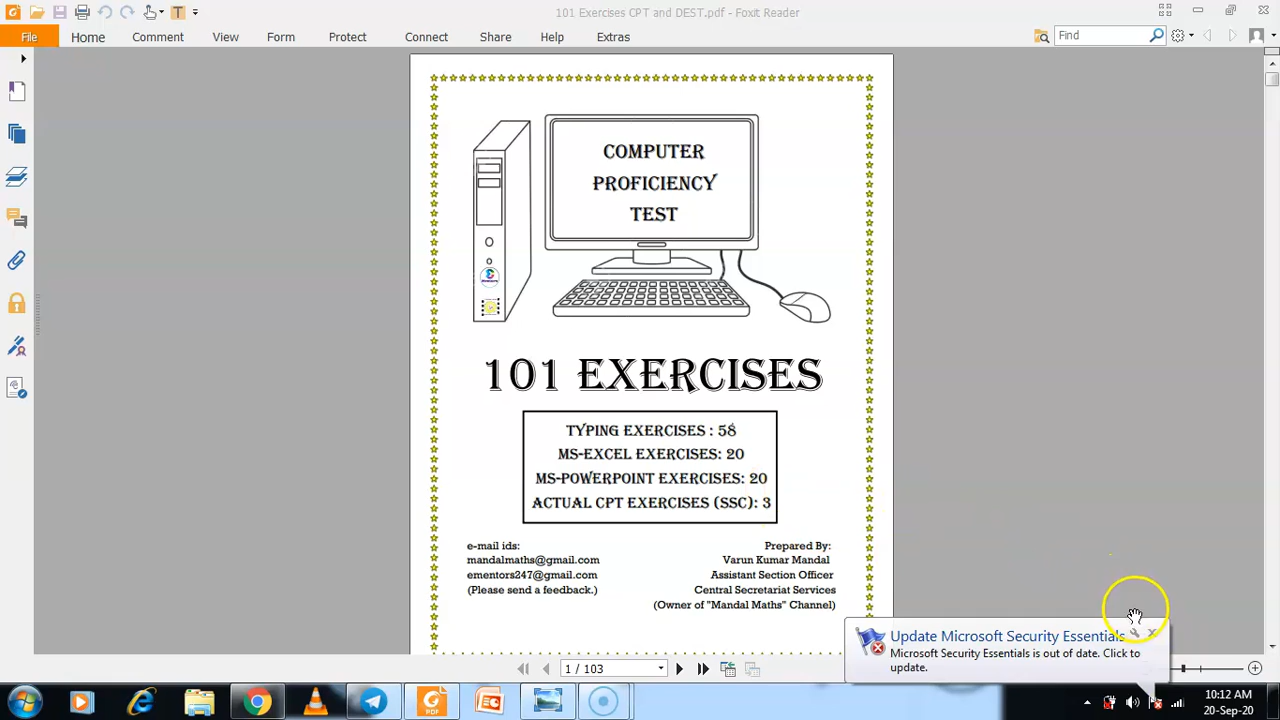 101 Exercises CPT and DEST.pdf - Foxit Reader
File Home Comment View Form Protect Connect Share Help Extras Find
COMPUTER
PROFICIENCY
TEST
101 EXERCISES
TYPING EXERCISES : 58
MS-EXCEL EXERCISES: 20
MS-POWERPOINT EXERCISES: 20
ACTUAL CPT EXERCISES (SSC): 3
e-mail ids:
mandalmaths@gmail.com
ementors247@gmail.com
(Please send a feedback.)
Prepared By:
Varun Kumar Mandal
Assistant Section Officer
Central Secretariat Services
(Owner of "Mandal Maths" Channel)
Update Microsoft Security Essentials
Microsoft Security Essentials is out of date. Click to
update.
1 / 103
PDF
10:12 AM
20-Sep-20